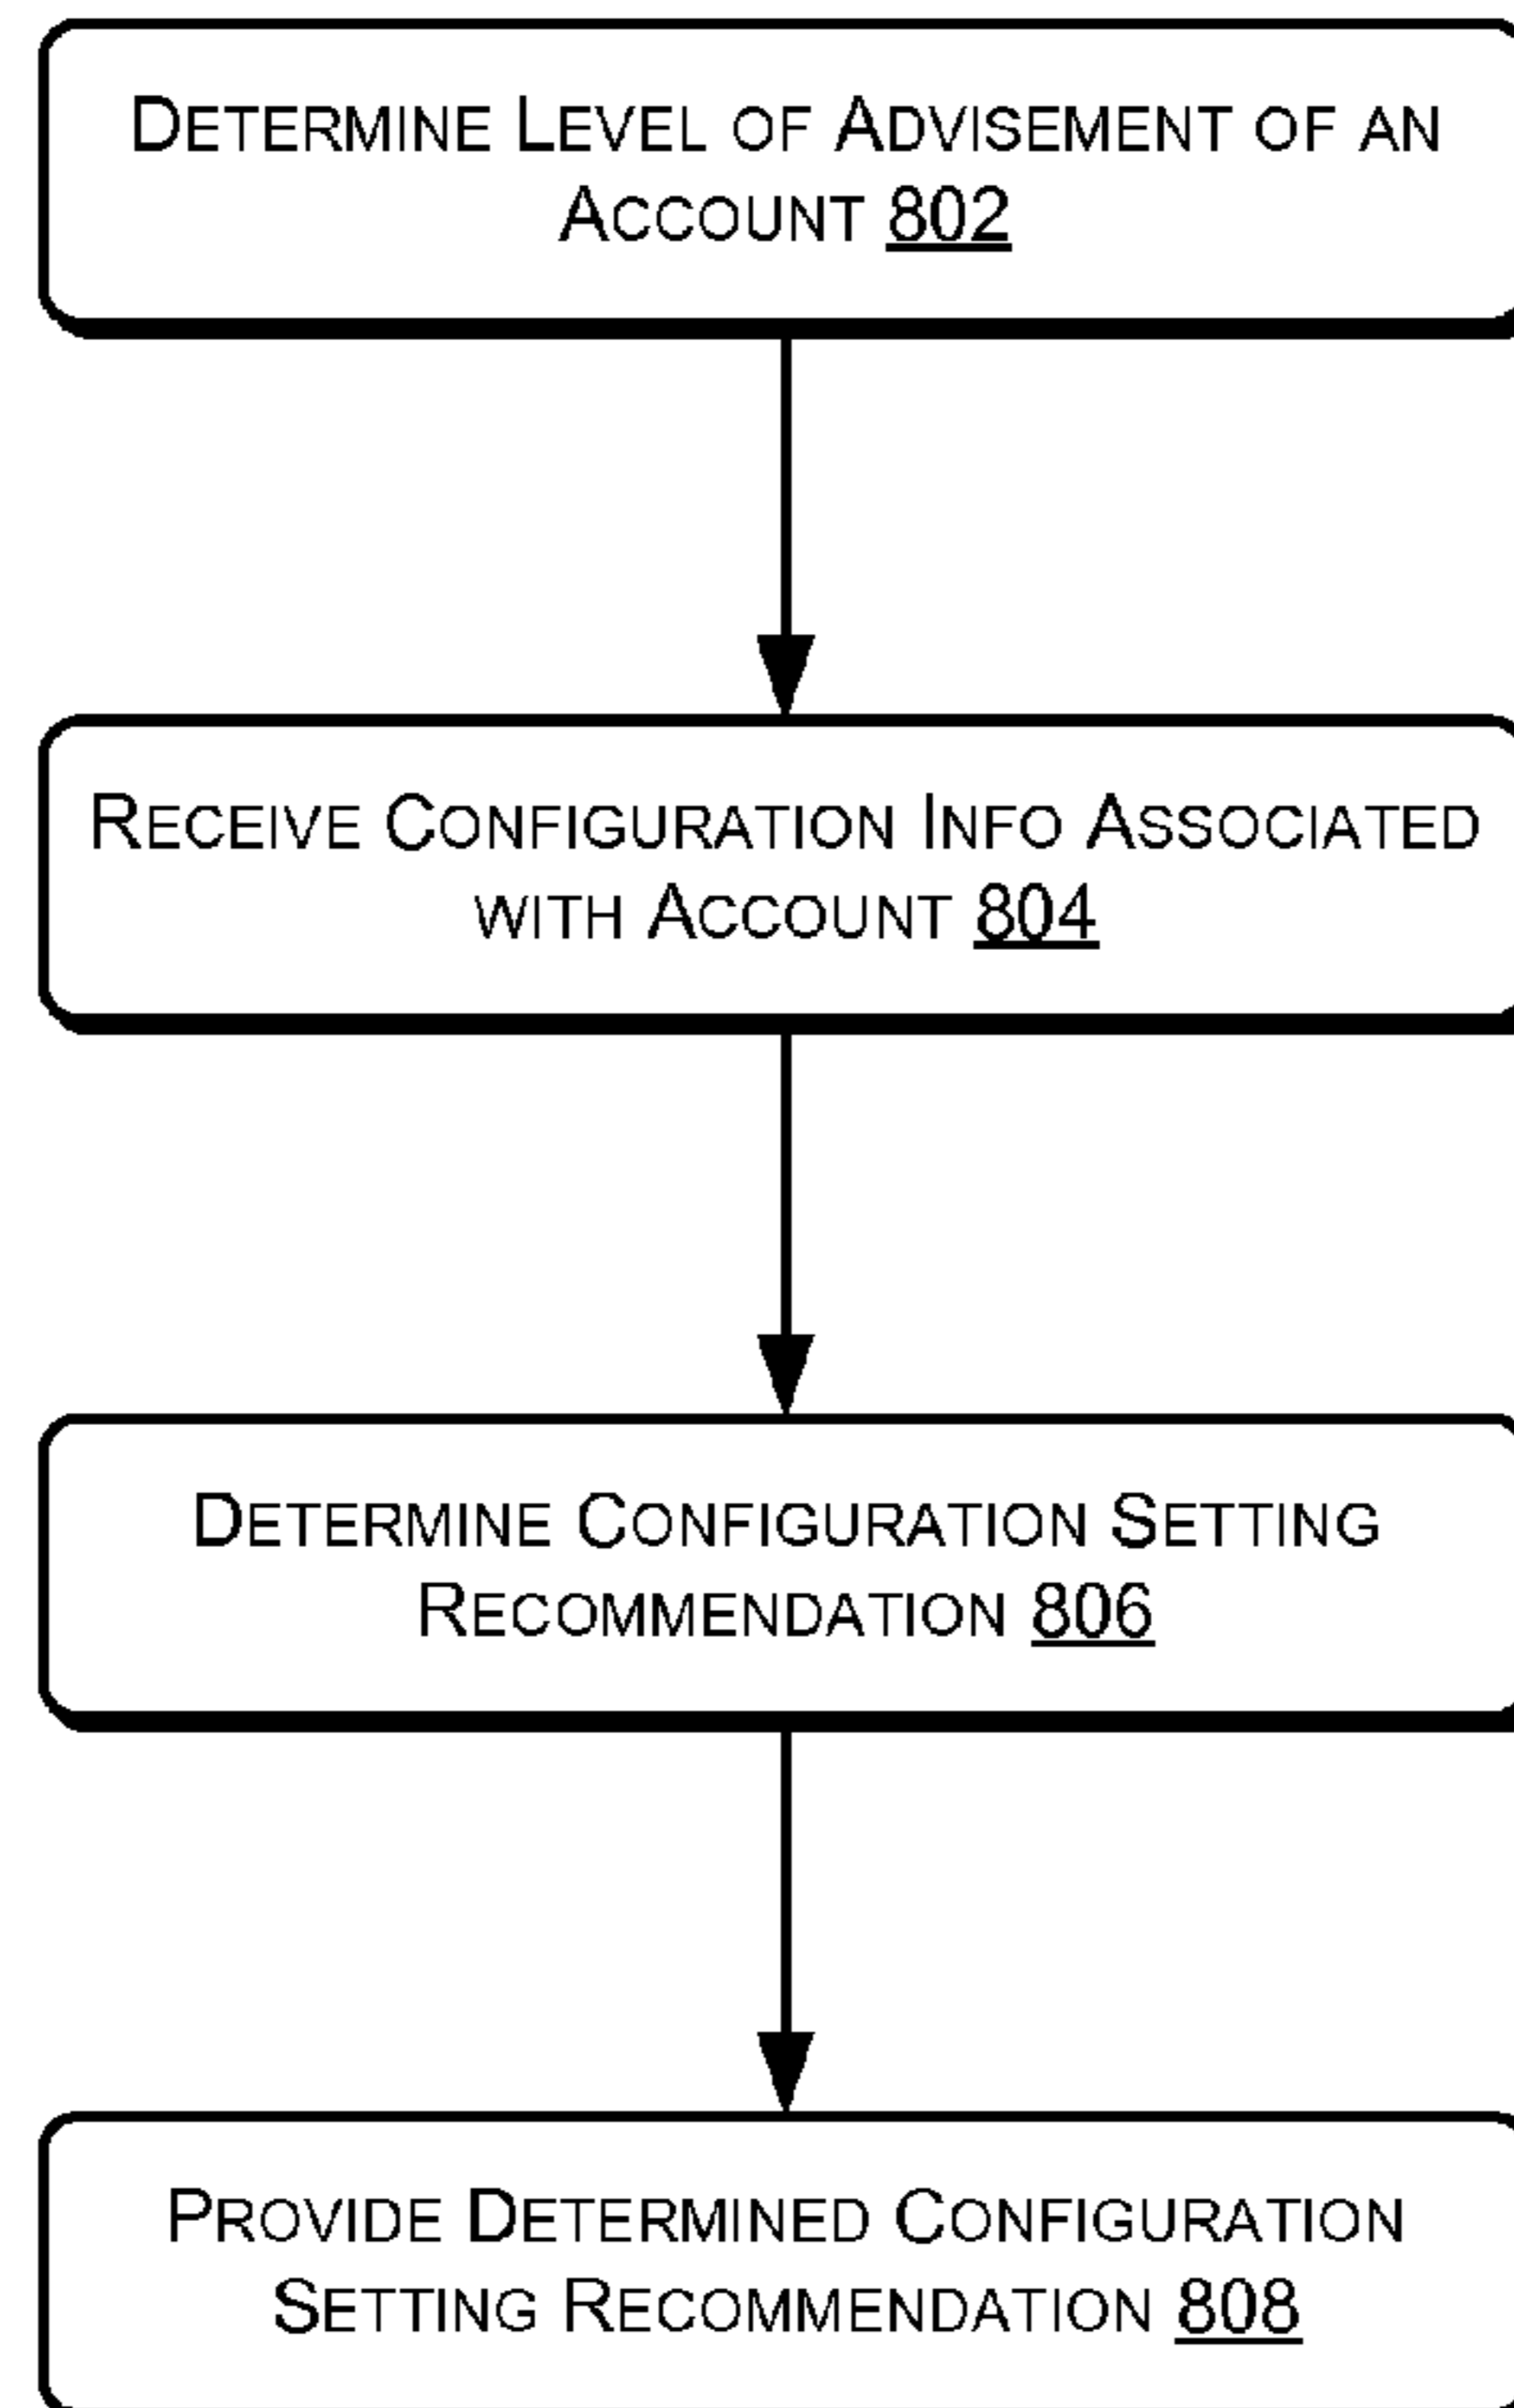 DETERMINE LEVEL OF ADVISEMENT OF AN
ACCOUNT 802
RECEIVE CONFIGURATION INFO ASSOCIATED
WITH ACCOUNT 804
DETERMINE CONFIGURATION SETTING
RECOMMENDATION 806
PROVIDE DETERMINED CONFIGURATION
SETTING RECOMMENDATION 808